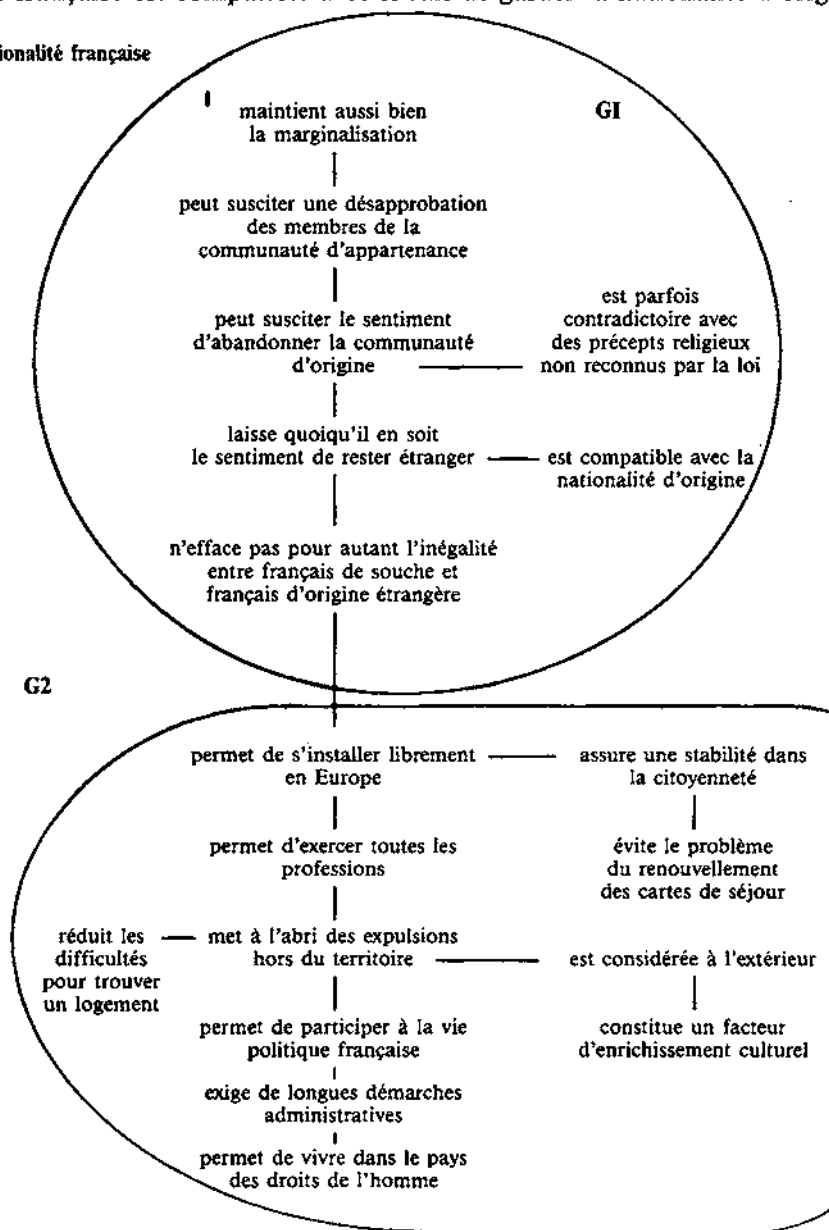 ionalité française
maintient aussi bien
la marginalisation
GI
peut susciter une désapprobation
des membres de la
communauté d'appartenance
peut susciter le sentiment
d'abandonner la communauté
d'origine
est parfois
contradictoire avec
des précepts religieux
non reconnus par la loi
laisse quoiqu'il en soit
le sentiment de rester étranger
est compatible avec la
nationalité d'origine
n'efface pas pour autant l'inégalité
entre français de souche et
français d'origine étrangère
G2
permet de s'installer librement
en Europe
assure une stabilité dans
la citoyenneté
permet d'exercer toutes les
professions
évite le problème
du renouvellement
des cartes de séjour
réduit les
difficultés
pour trouver
un logement
met à l'abri des expulsions
hors du territoire
est considérée à l'extérieur
permet de participer à la vie
politique française
constitue un facteur
d'enrichissement culturel
exige de longues démarches
administratives
permet de vivre dans le pays
des droits de l'homme